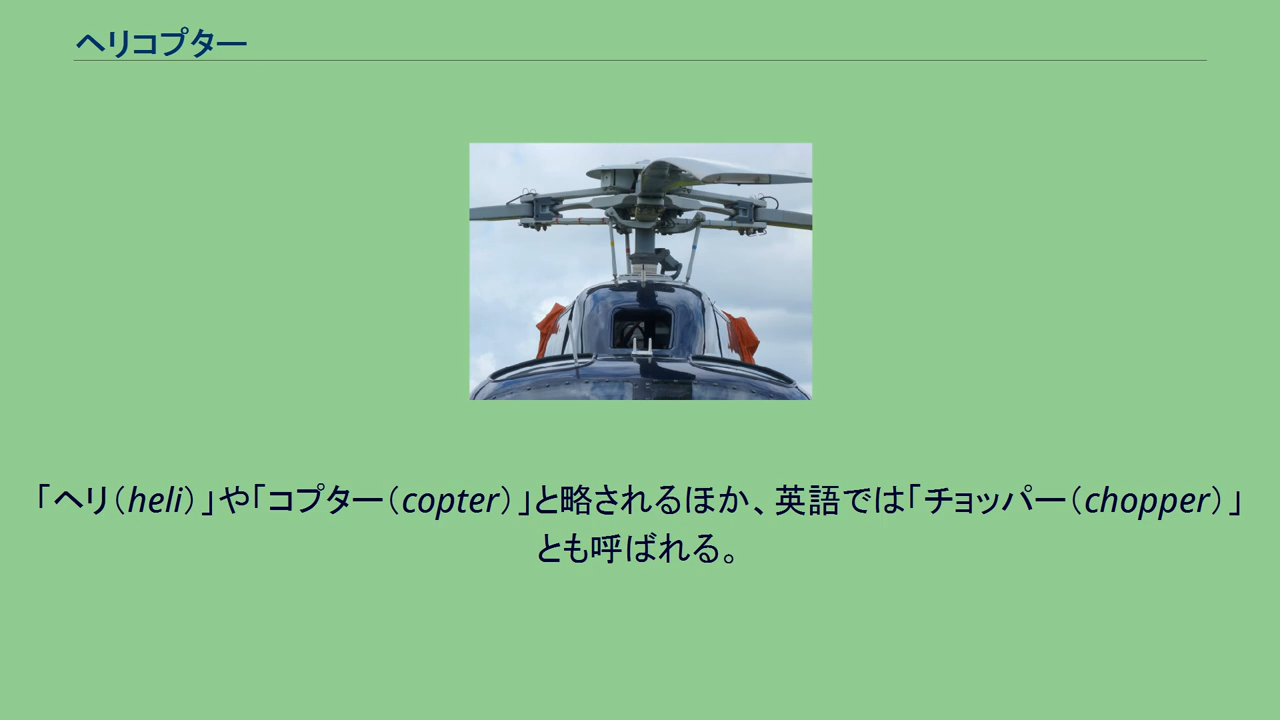 ヘリコプター
「ヘリ（heli）」や「コプター（copter）」と略されるほか、英語では「チョッパー（chopper）」
とも呼ばれる。